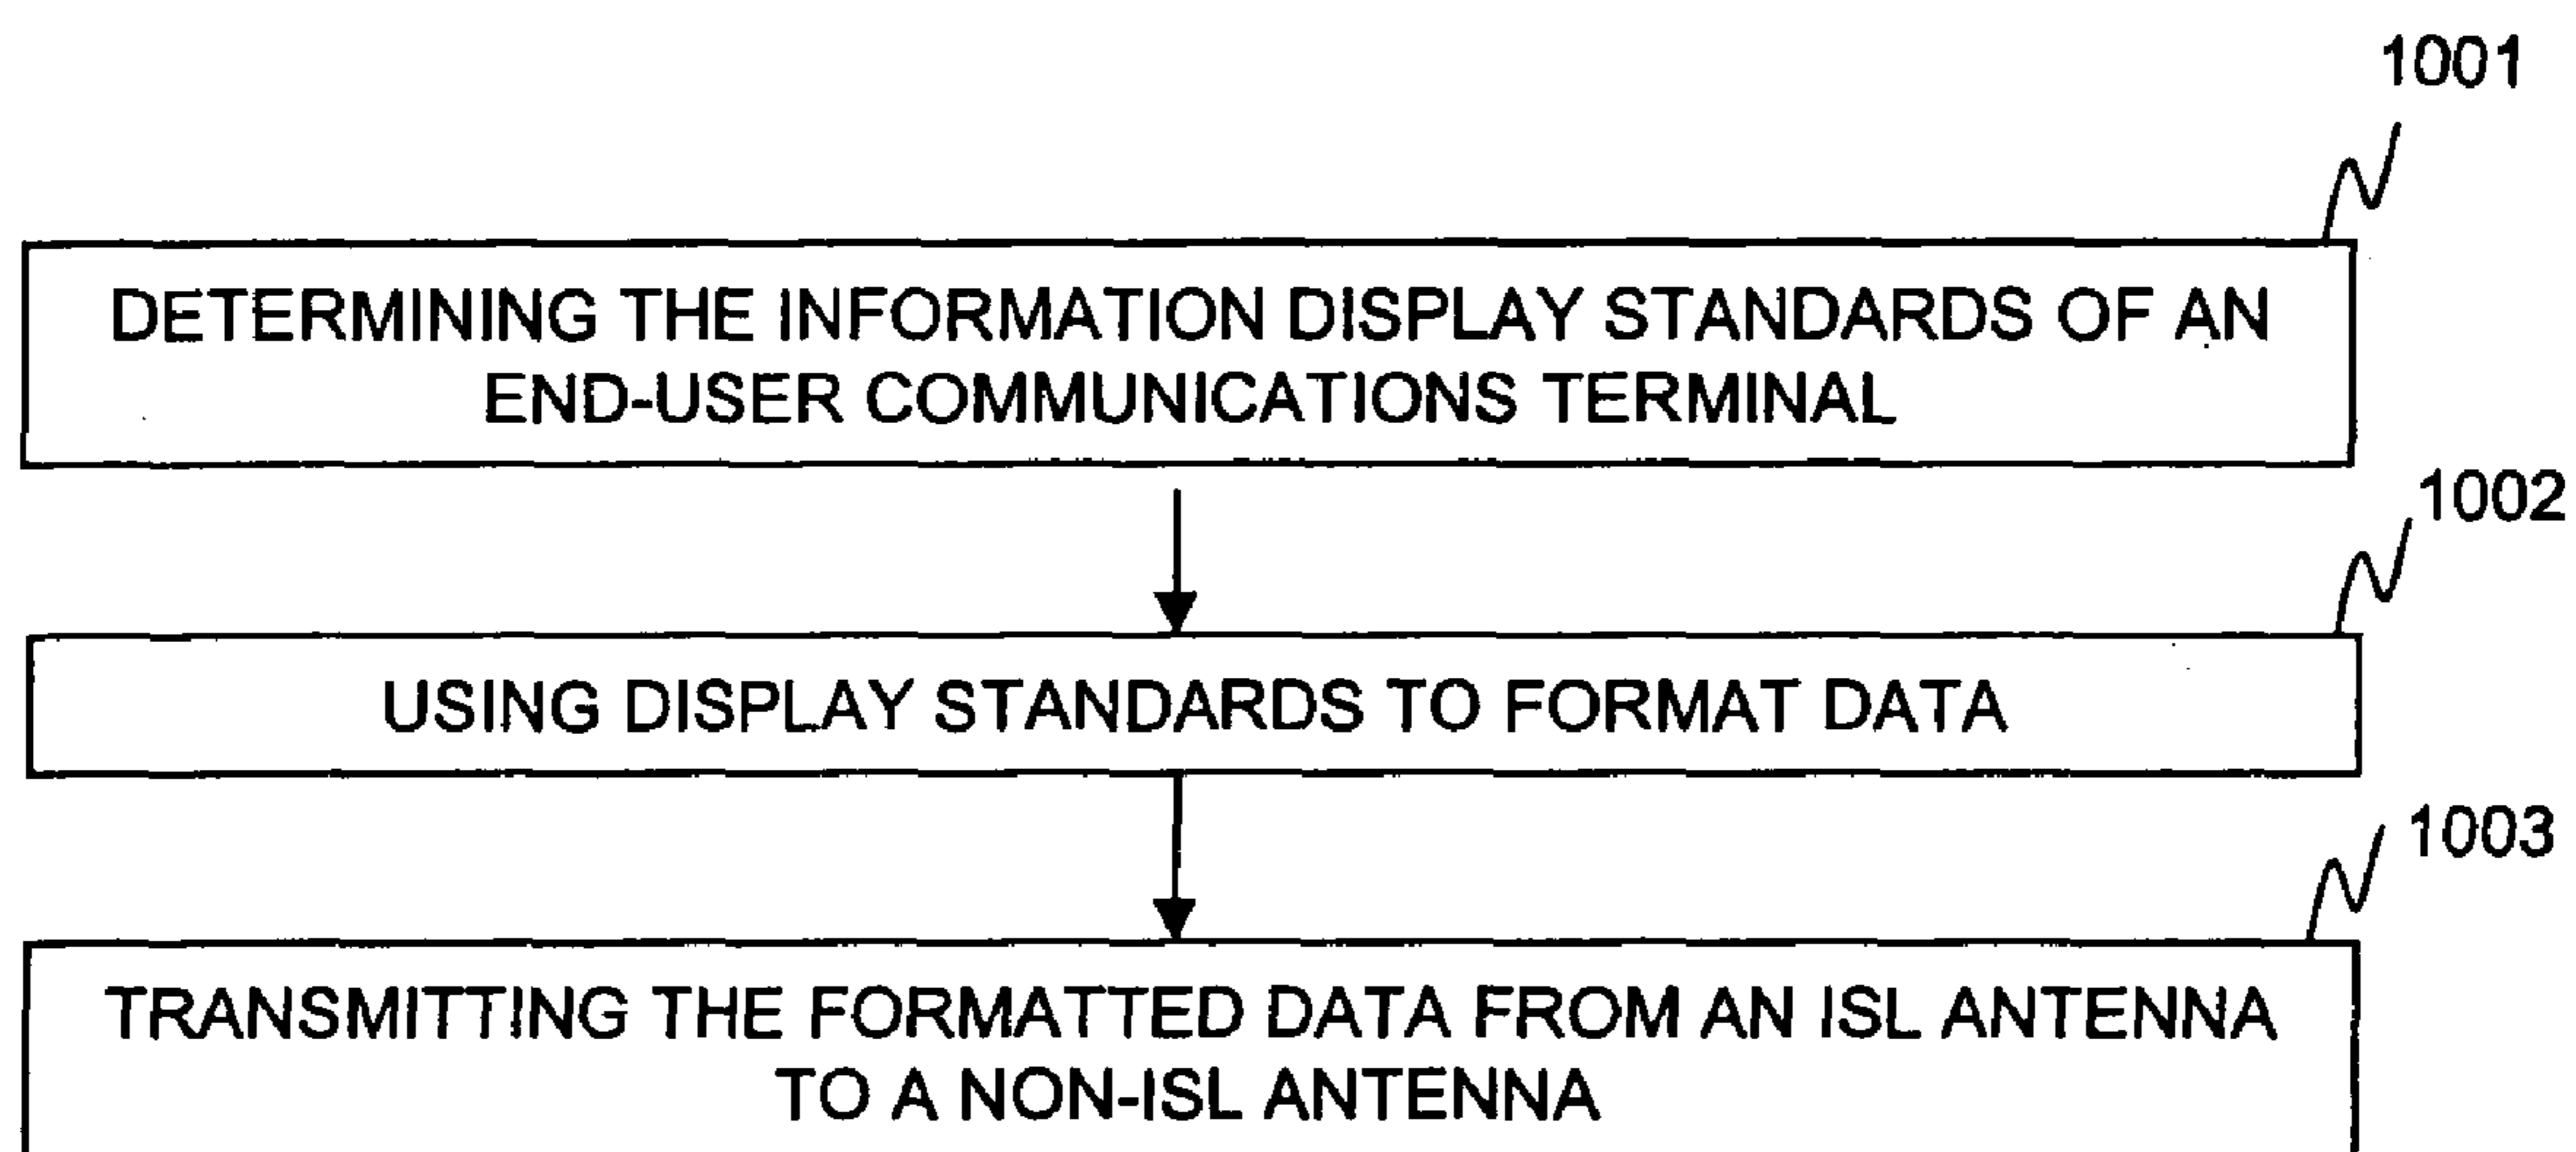 1001
DETERMINING THE INFORMATION DISPLAY STANDARDS OF AN
END-USER COMMUNICATIONS TERMINAL
1002
USING DISPLAY STANDARDS TO FORMAT DATA
1003
TRANSMITTING THE FORMATTED DATA FROM AN ISL ANTENNA
TO A NON-ISL ANTENNA